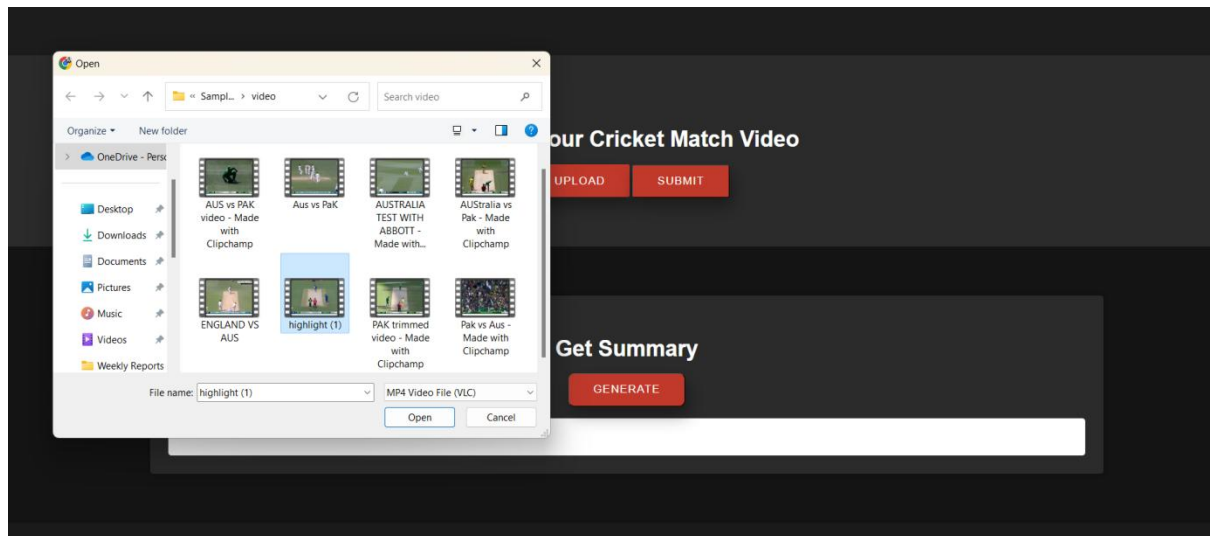 Open
« Sampl... › video
Search video
Organize
New folder
OneDrive - Perso
Desktop
Downloads
Documents
Pictures
Music
Videos
Weekly Reports
AUS vs PAK
video - Made
with
Clipchamp
Aus vs PaK
AUSTRALIA
TEST WITH
ABBOTT -
Made with...
AUStralia vs
Pak - Made
with
Clipchamp
ENGLAND VS
AUS
highlight (1)
PAK trimmed
video - Made
with
Clipchamp
Pak vs Aus -
Made with
Clipchamp
File name: highlight (1)
MP4 Video File (VLC)
Open Cancel
our Cricket Match Video
UPLOAD SUBMIT
Get Summary
GENERATE